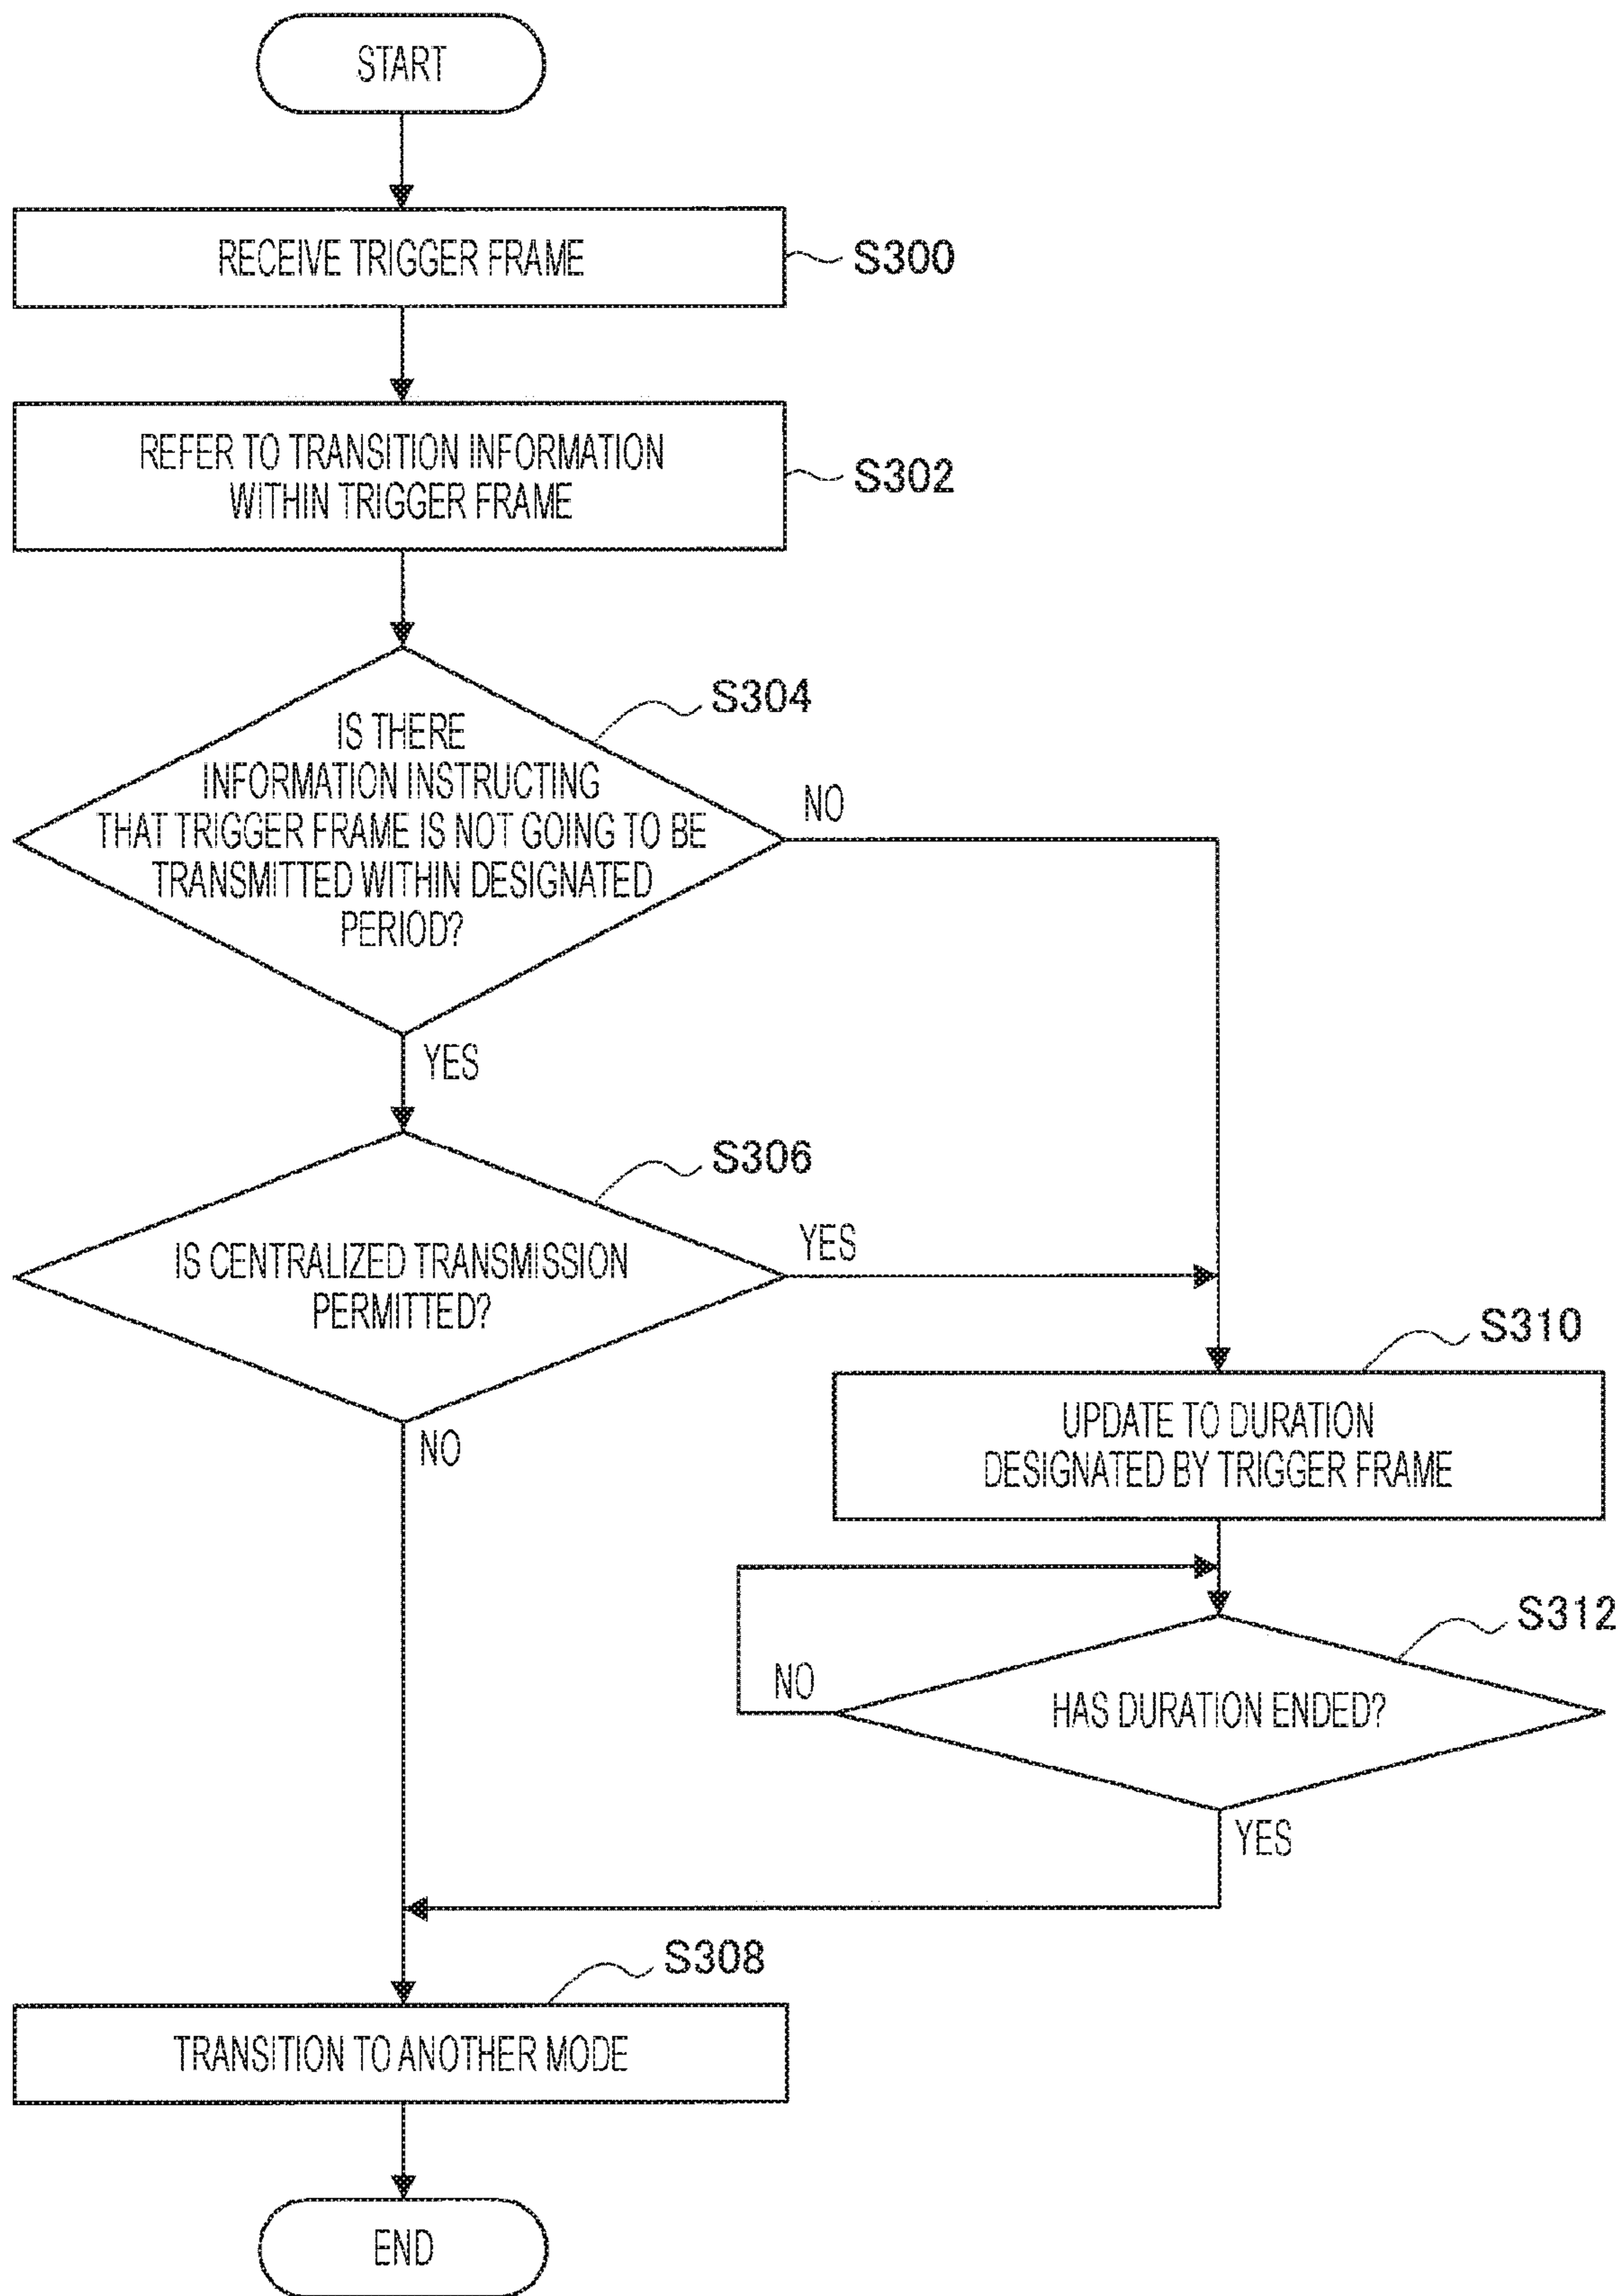 START
RECEIVE TRIGGER FRAME
S300
REFER TO TRANSITION INFORMATION
WITHIN TRIGGER FRAME
S302
S304
IS THERE
INFORMATION INSTRUCTING
THAT TRIGGER FRAME IS NOT GOING TO BE
TRANSMITTED WITHIN DESIGNATED
PERIOD?
NO
YES
S306
IS CENTRALIZED TRANSMISSION
PERMITTED?
YES
NO
S310
UPDATE TO DURATION
DESIGNATED BY TRIGGER FRAME
S312
HAS DURATION ENDED?
NO
YES
S308
TRANSITION TO ANOTHER MODE
END